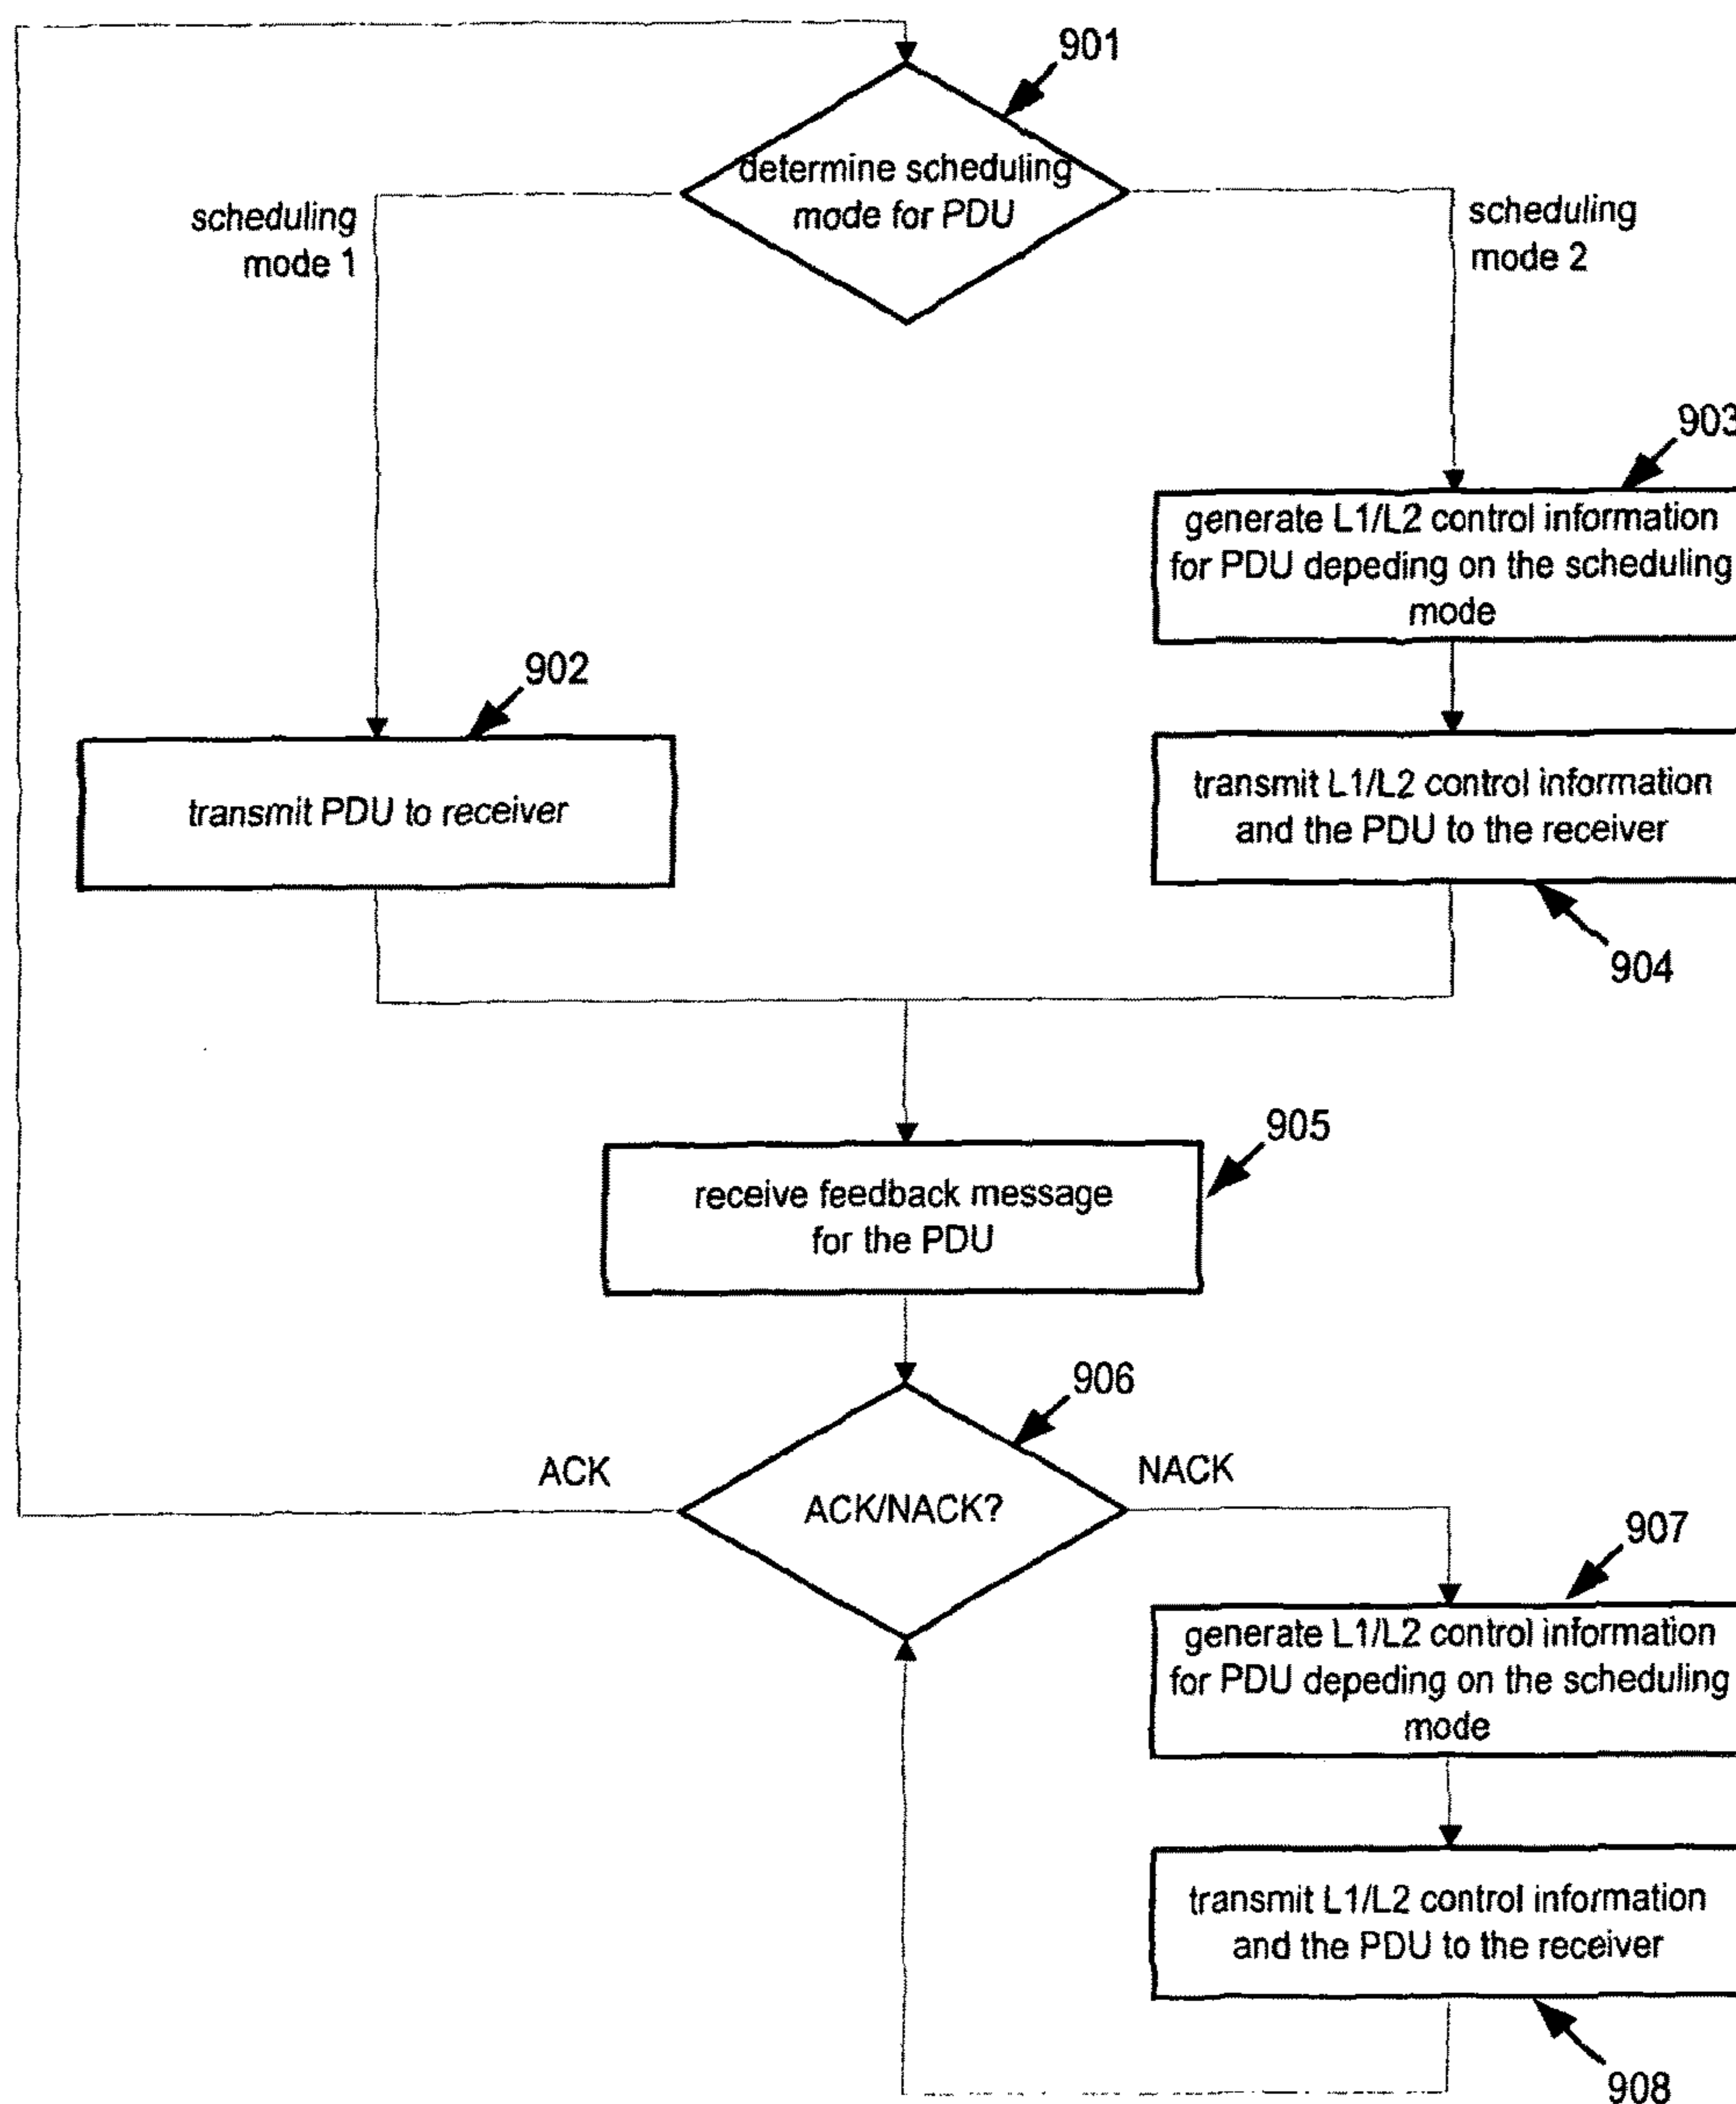 901
determine scheduling
mode for PDU
scheduling
mode 1
scheduling
mode 2
903
generate L1/L2 control information
for PDU depeding on the scheduling
mode
902
transmit PDU to receiver
transmit L1/L2 control information
and the PDU to the receiver
904
905
receive feedback message
for the PDU
906
ACK
NACK
ACK/NACK?
907
generate L1/L2 control information
for PDU depeding on the scheduling
mode
transmit L1/L2 control information
and the PDU to the receiver
908